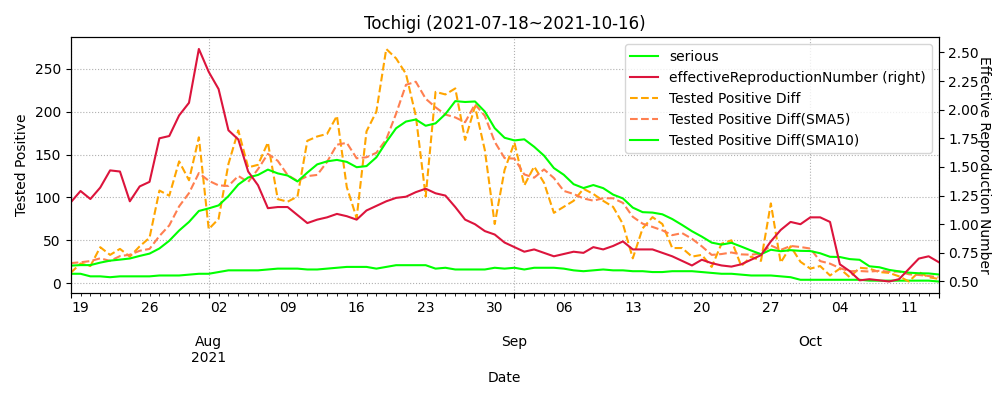 Tochigi (2021-07-18~2021-10-16)
serious
effectiveReproductionNumber (right)
Tested Positive Diff
Tested Positive Diff(SMA5)
Tested Positive Diff(SMA10)
Tested Positive
250
200
150
100
50
0
2.50
2.25
2.00
1.75
1.50
1.25
1.00
0.75
0.50
Effective Reproduction Number
19 26 02 09 16 23 30 06 13 20 27 04 11
Aug Sep Oct
2021
Date